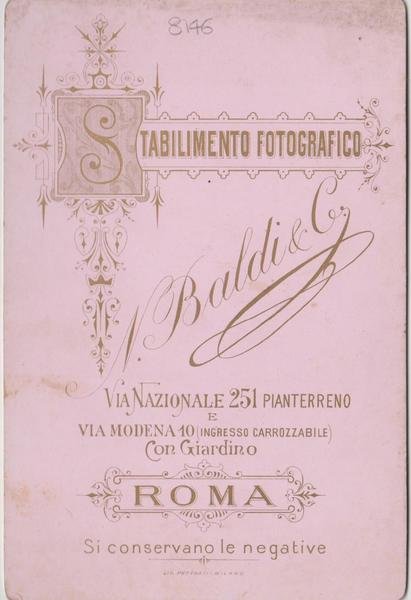 8146
STABILIMENTO FOTOGRAFICO
N. Baldi & C.
VIA NAZIONALE 251 PIANTERRENO
E
VIA MODENA 10 (INGRESSO CARROZZABILE)
Con Giardino
ROMA
Si conservano le negative
MILANO